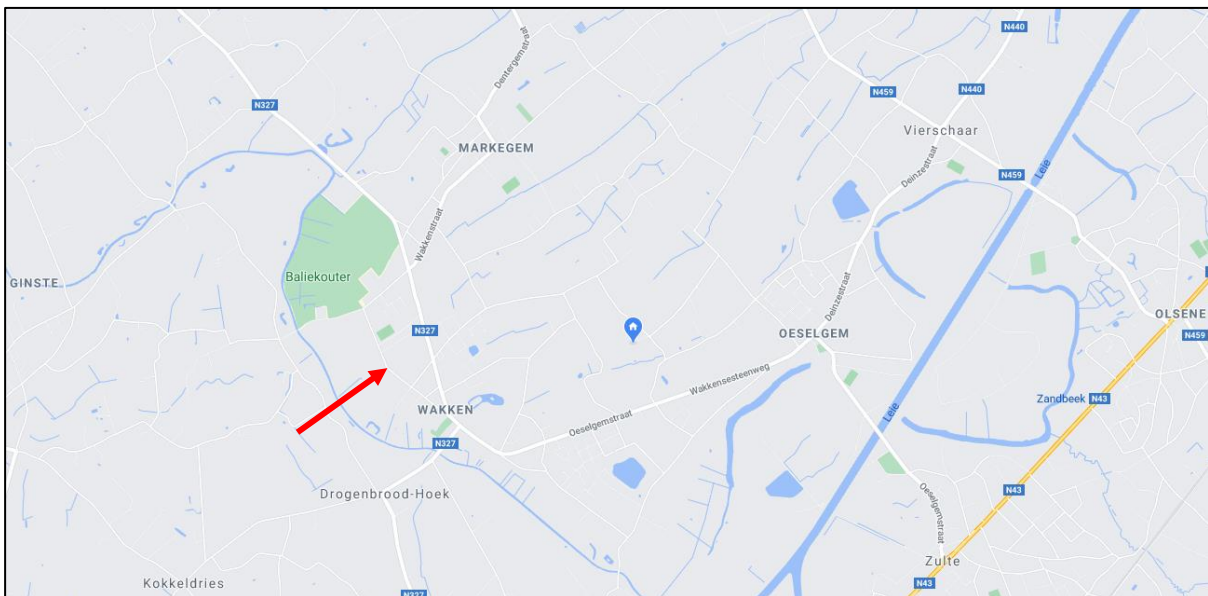 N440
N440
N459
Vierschaar
Dentergemstraat
N327
MARKEGEM
Deinzestraat
N459
Leie
Wakkenstraat
GINSTE
Baliekouter
Deinzestraat
OLSENE
N327
OESELGEM
N459
Wakkensesteenweg
Zandbeek N43
WAKKEN
Oeselgemstraat
Leie
N327
N43
Drogenbrood-Hoek
Oeselgemstraat
Zulte
Kokkeldries
N43
N327